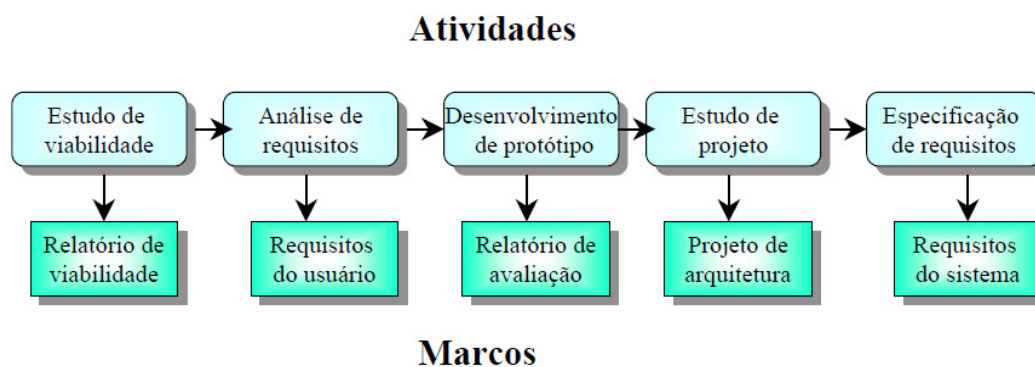 Atividades
Estudo de
viabilidade
Análise de
requisitos
Desenvolvimento
de protótipo
Estudo de
projeto
Especificação
de requisitos
Relatório de
viabilidade
Requisitos
do usuário
Relatório de
avaliação
Projeto de
arquitetura
Requisitos
do sistema
Marcos